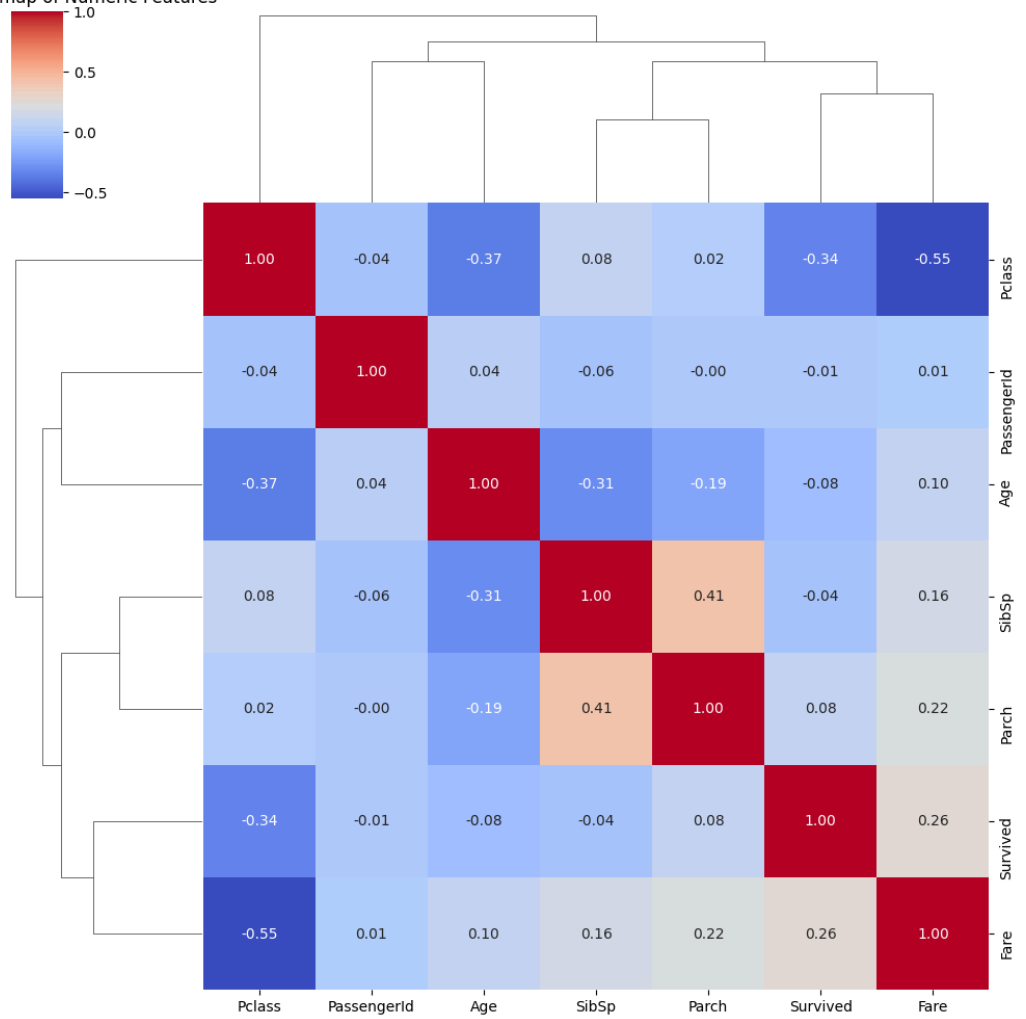 map of Numeric Features
1.0
0.5
0.0
−0.5
1.00 -0.04 -0.37 0.08 0.02 -0.34 -0.55 Pclass
-0.04 1.00 0.04 -0.06 -0.00 -0.01 0.01 PassengerId
-0.37 0.04 1.00 -0.31 -0.19 -0.08 0.10 Age
0.08 -0.06 -0.31 1.00 0.41 -0.04 0.16 SibSp
0.02 -0.00 -0.19 0.41 1.00 0.08 0.22 Parch
-0.34 -0.01 -0.08 -0.04 0.08 1.00 0.26 Survived
-0.55 0.01 0.10 0.16 0.22 0.26 1.00 Fare
Pclass PassengerId Age SibSp Parch Survived Fare